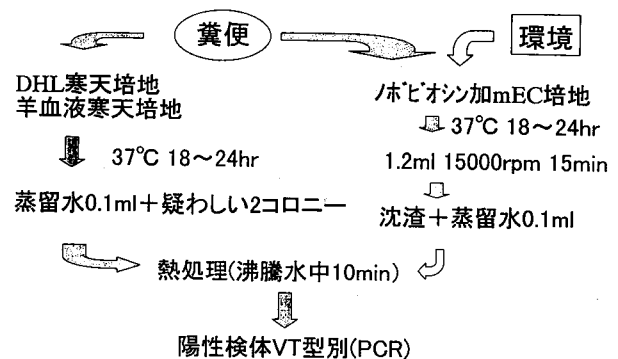 糞便
環境
DHL寒天培地
羊血液寒天培地
37℃ 18～24hr
蒸留水0.1ml＋疑わしい2コロニー
ﾉﾎﾞﾋﾞｵｼﾝ加mEC培地
37℃ 18～24hr
1.2ml 15000rpm 15min
沈渣＋蒸留水0.1ml
熱処理(沸騰水中10min)
陽性検体VT型別(PCR)